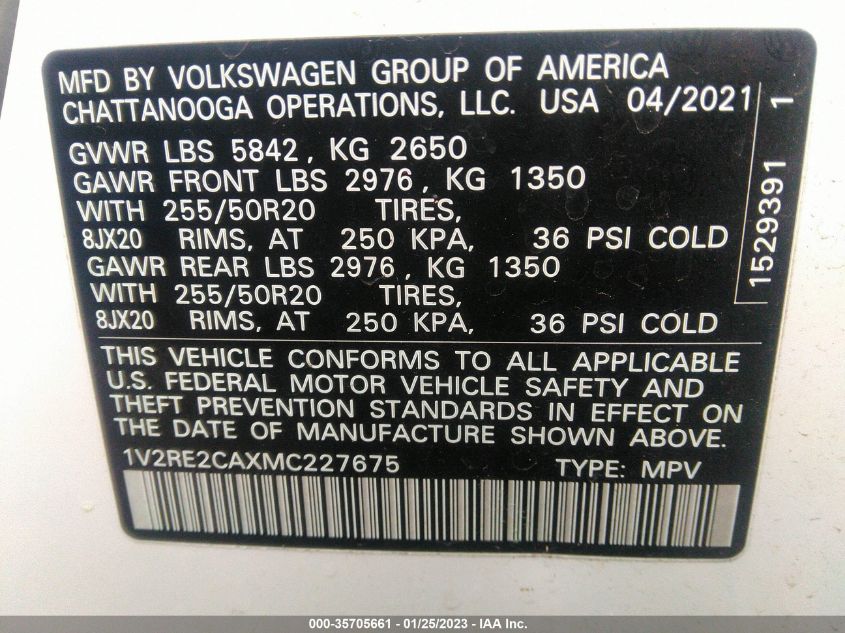 MFD BY VOLKSWAGEN GROUP OF AMERICA
CHATTANOOGA OPERATIONS, LLC. USA 04/2021
GVWR LBS 5842, KG 2650
GAWR FRONT LBS 2976, KG 1350
WITH 255/50R20 TIRES,
8JX20 RIMS, AT 250 KPA, 36 PSI COLD
GAWR REAR LBS 2976, KG 1350
WITH 255/50R20 TIRES,
8JX20 RIMS, AT 250 KPA, 36 PSI COLD
1529391 1
THIS VEHICLE CONFORMS TO ALL APPLICABLE
U.S. FEDERAL MOTOR VEHICLE SAFETY AND
THEFT PREVENTION STANDARDS IN EFFECT ON
THE DATE OF MANUFACTURE SHOWN ABOVE.
1V2RE2CAXMC227675 TYPE: MPV
000-35705661 - 01/25/2023 - IAA Inc.